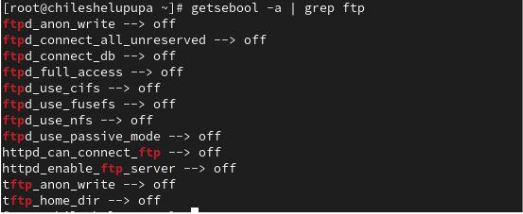 [root@chileshelupupa ~]# getsebool -a | grep ftp
ftpd_anon_write --> off
ftpd_connect_all_unreserved --> off
ftpd_connect_db --> off
ftpd_full_access --> off
ftpd_use_cifs --> off
ftpd_use_fusefs --> off
ftpd_use_nfs --> off
ftpd_use_passive_mode --> off
httpd_can_connect_ftp --> off
httpd_enable_ftp_server --> off
tftp_anon_write --> off
tftp_home_dir --> off